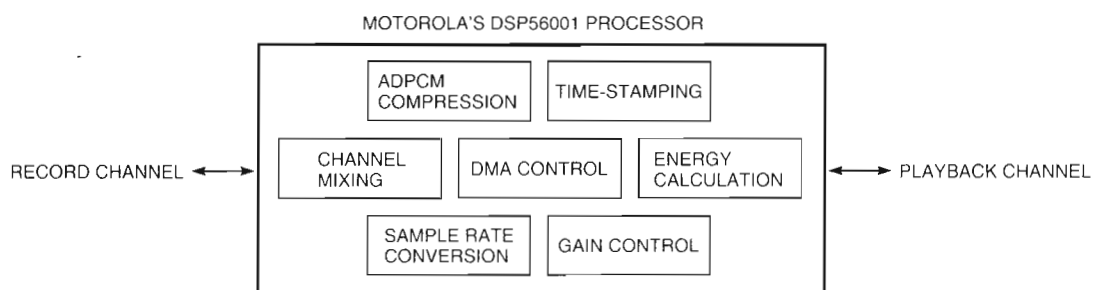 MOTOROLA'S DSP56001 PROCESSOR
ADPCM
COMPRESSION
TIME-STAMPING
RECORD CHANNEL
CHANNEL
MIXING
DMA CONTROL
ENERGY
CALCULATION
PLAYBACK CHANNEL
SAMPLE RATE
CONVERSION
GAIN CONTROL